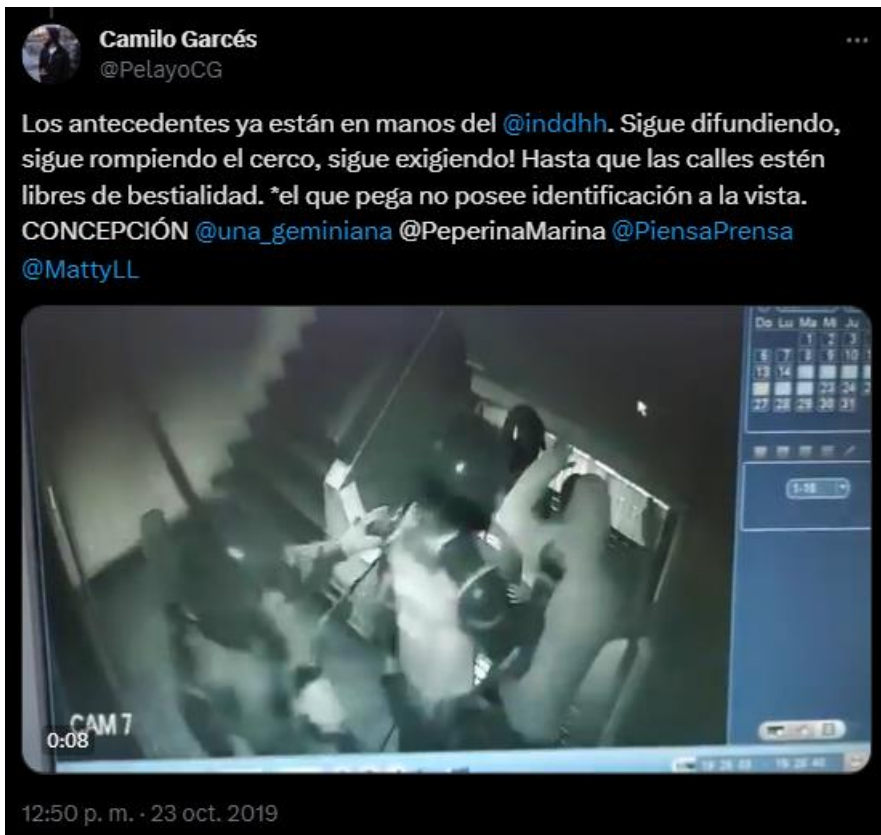 Camilo Garcés
@PelayoCG
Los antecedentes ya están en manos del @inddhh. Sigue difundiendo,
sigue rompiendo el cerco, sigue exigiendo! Hasta que las calles estén
libres de bestialidad. *el que pega no posee identificación a la vista.
CONCEPCIÓN @una_geminiana @PeperinaMarina @PiensaPrensa
@MattyLL
Do Lu Ma Mi Ju
1 2 3
6 7 8 9 10
13 14
23 24
27 28 29 30 31
1-16
CAM 7
0:08
12:50 p. m. · 23 oct. 2019